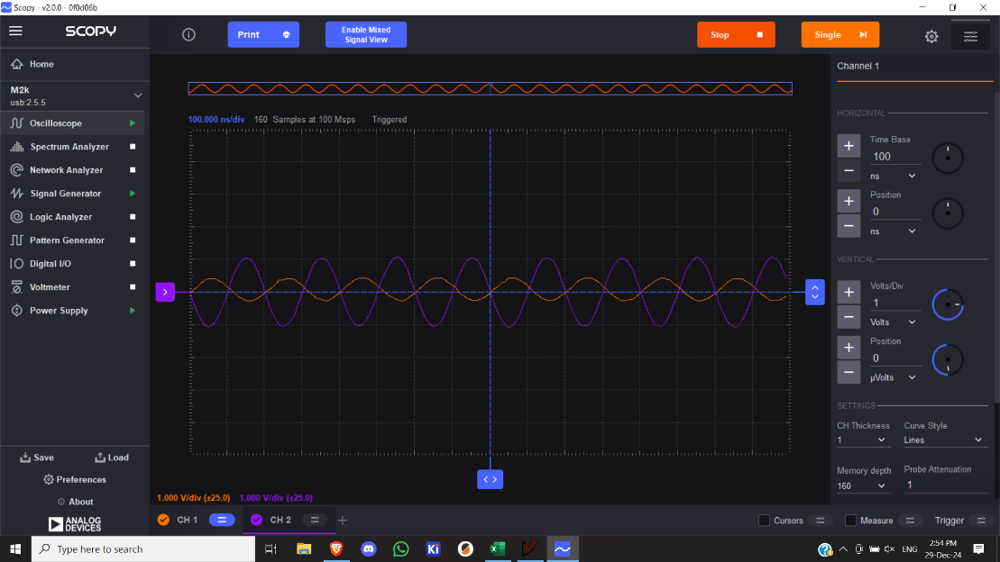 Scopy - v2.0.0 - 0f0d06b
SCOPY
Print
Enable Mixed
Signal View
Stop
Single
Home
M2k
usb:2.5.5
Oscilloscope
Spectrum Analyzer
Network Analyzer
Signal Generator
Logic Analyzer
Pattern Generator
Digital I/O
Voltmeter
Power Supply
Save
Load
Preferences
About
ANALOG
DEVICES
100.000 ns/div 160 Samples at 100 Msps Triggered
1.000 V/div (±25.0) 1.000 V/div (±25.0)
CH 1
CH 2
Cursors
Measure
Trigger
Channel 1
HORIZONTAL
Time Base
100
ns
Position
0
ns
VERTICAL
Volts/Div
1
Volts
Position
0
µVolts
SETTINGS
CH Thickness Curve Style
1 Lines
Memory depth Probe Attenuation
160 1
Type here to search
Ki
ENG
2:54 PM
29-Dec-24